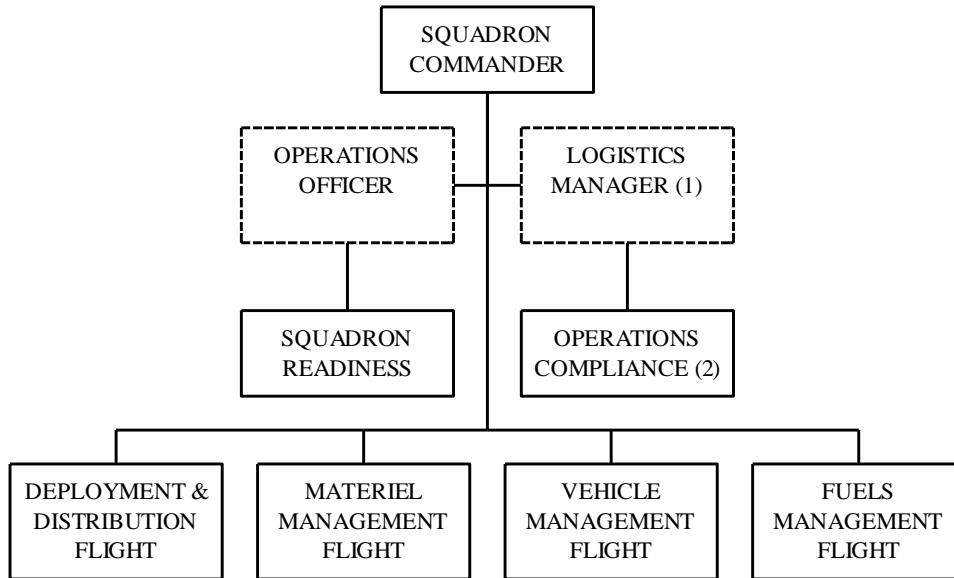 SQUADRON
COMMANDER
OPERATIONS
OFFICER
LOGISTICS
MANAGER (1)
SQUADRON
READINESS
OPERATIONS
COMPLIANCE (2)
DEPLOYMENT &
DISTRIBUTION
FLIGHT
MATERIEL
MANAGEMENT
FLIGHT
VEHICLE
MANAGEMENT
FLIGHT
FUELS
MANAGEMENT
FLIGHT